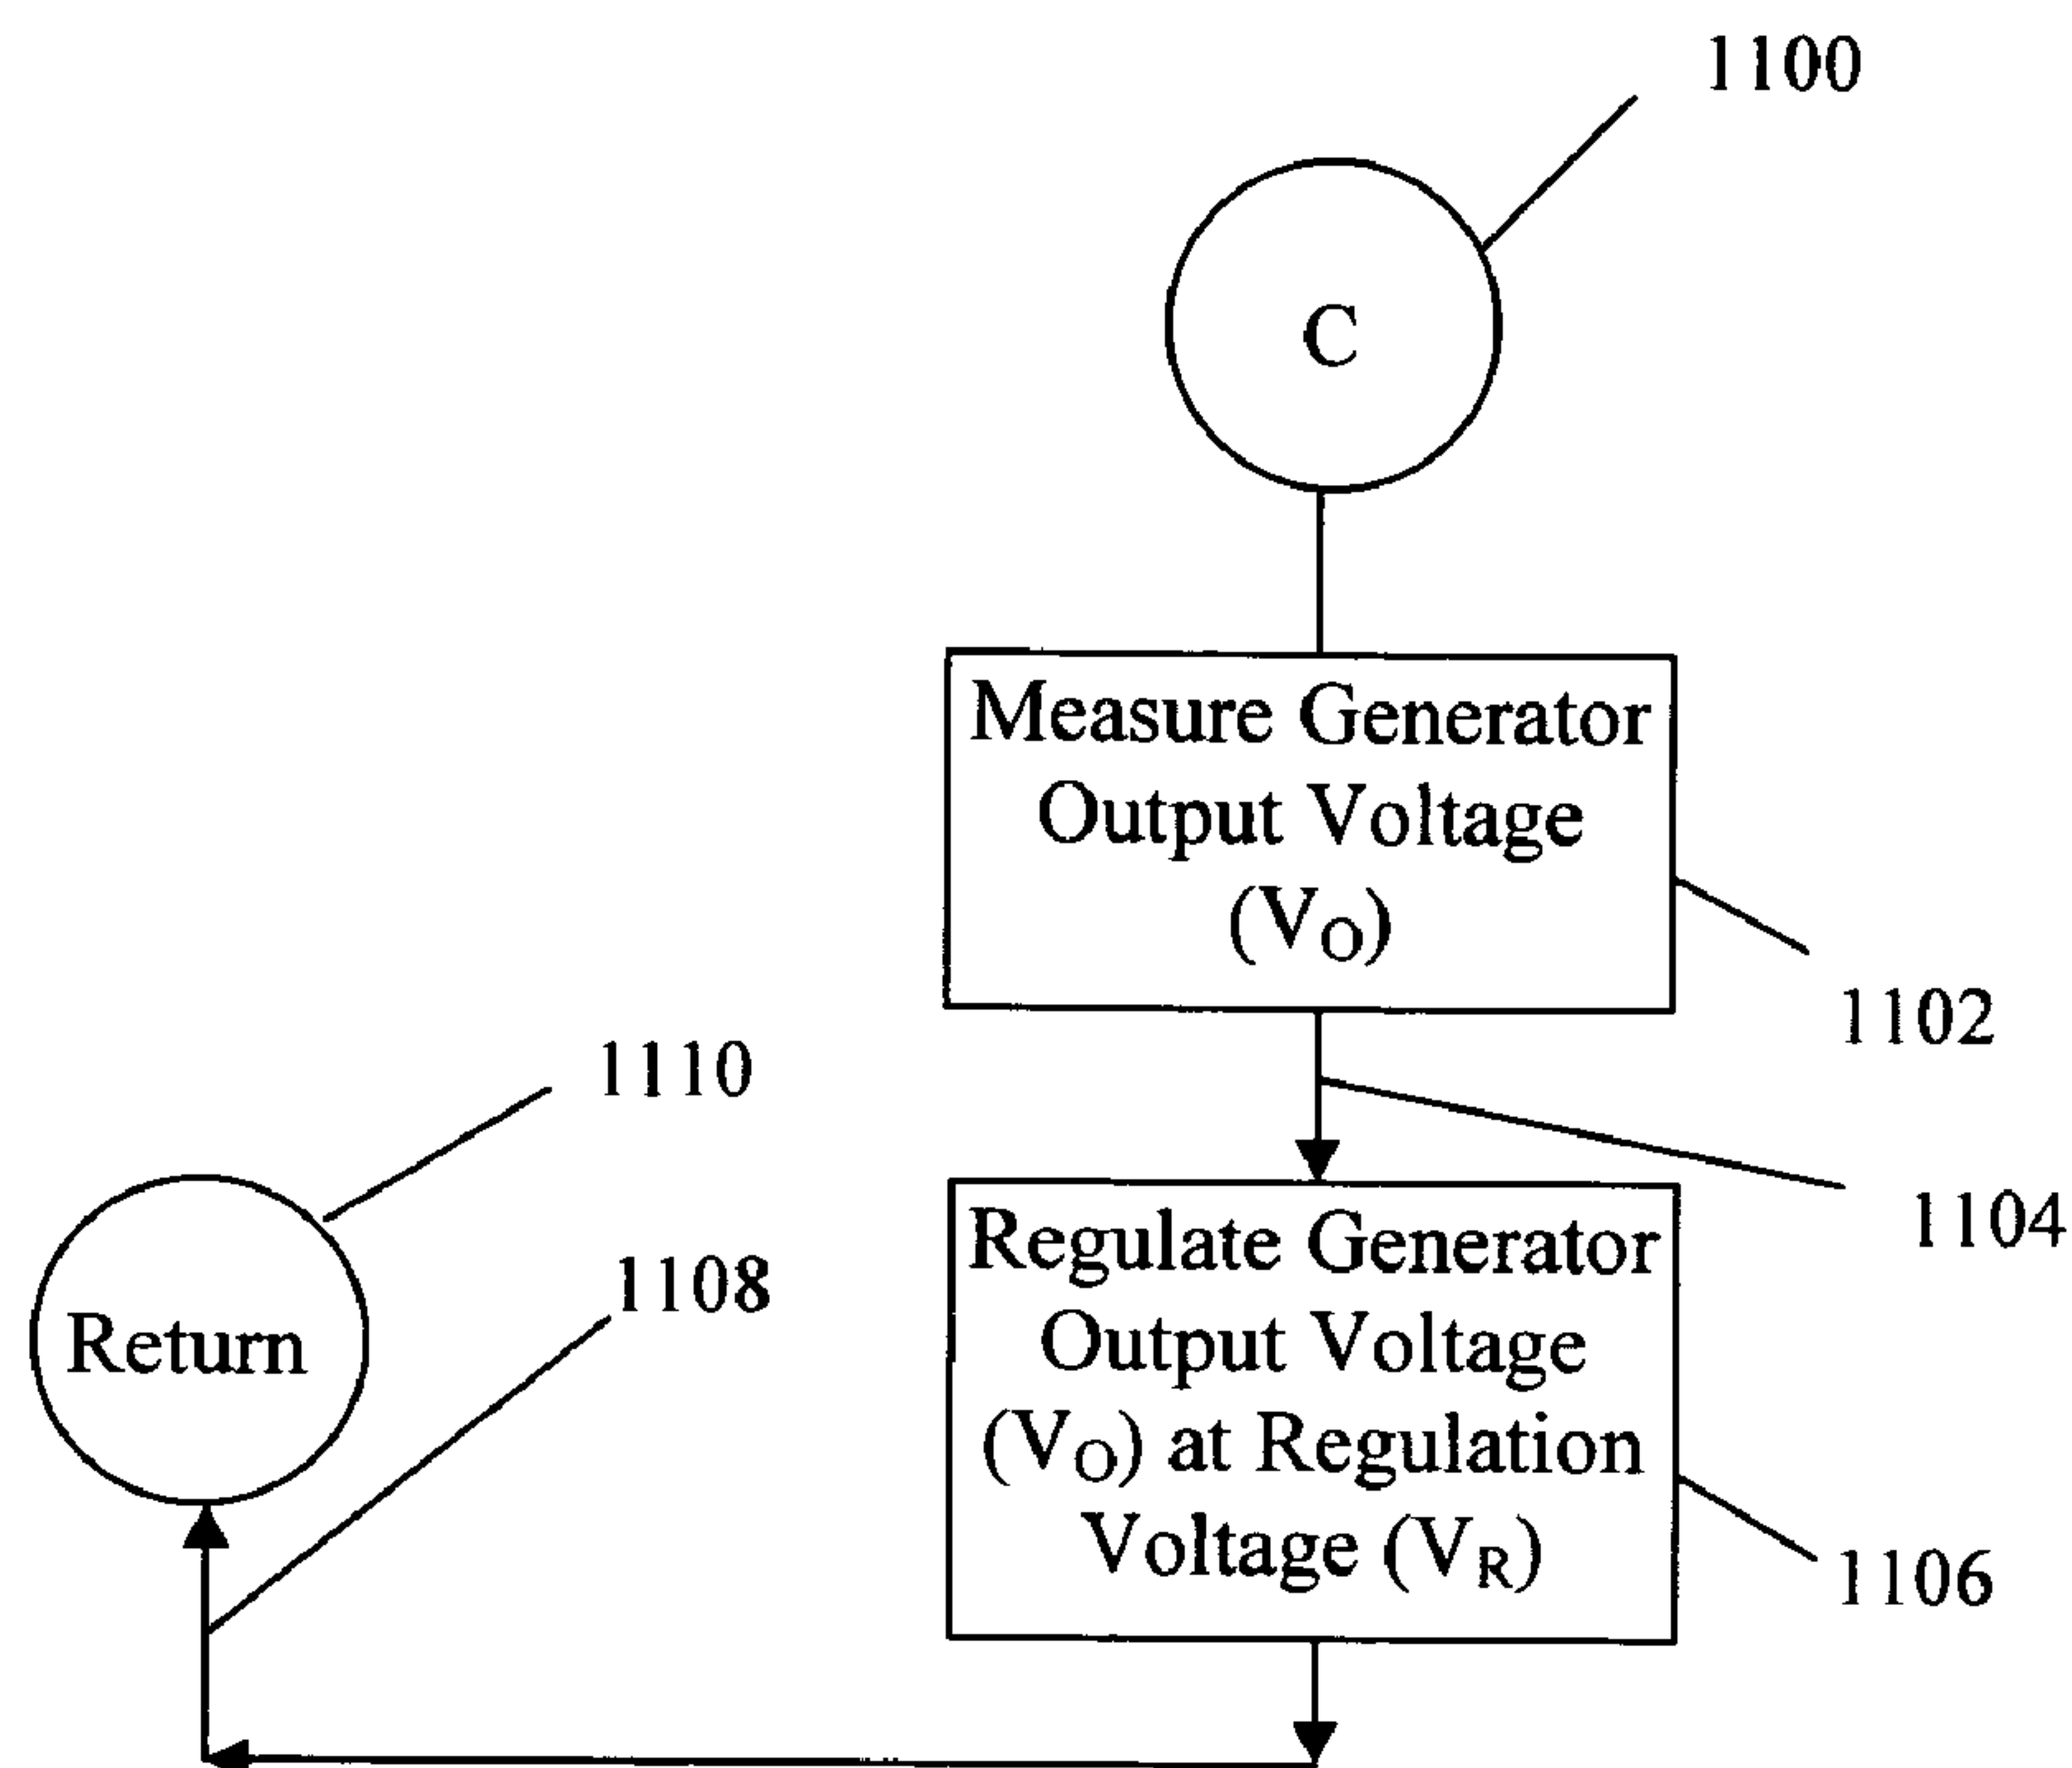 1100
C
Measure Generator
Output Voltage
(VO)
1102
1110
1104
Regulate Generator
Output Voltage
(VO) at Regulation
Voltage (VR)
1108
Return
1106